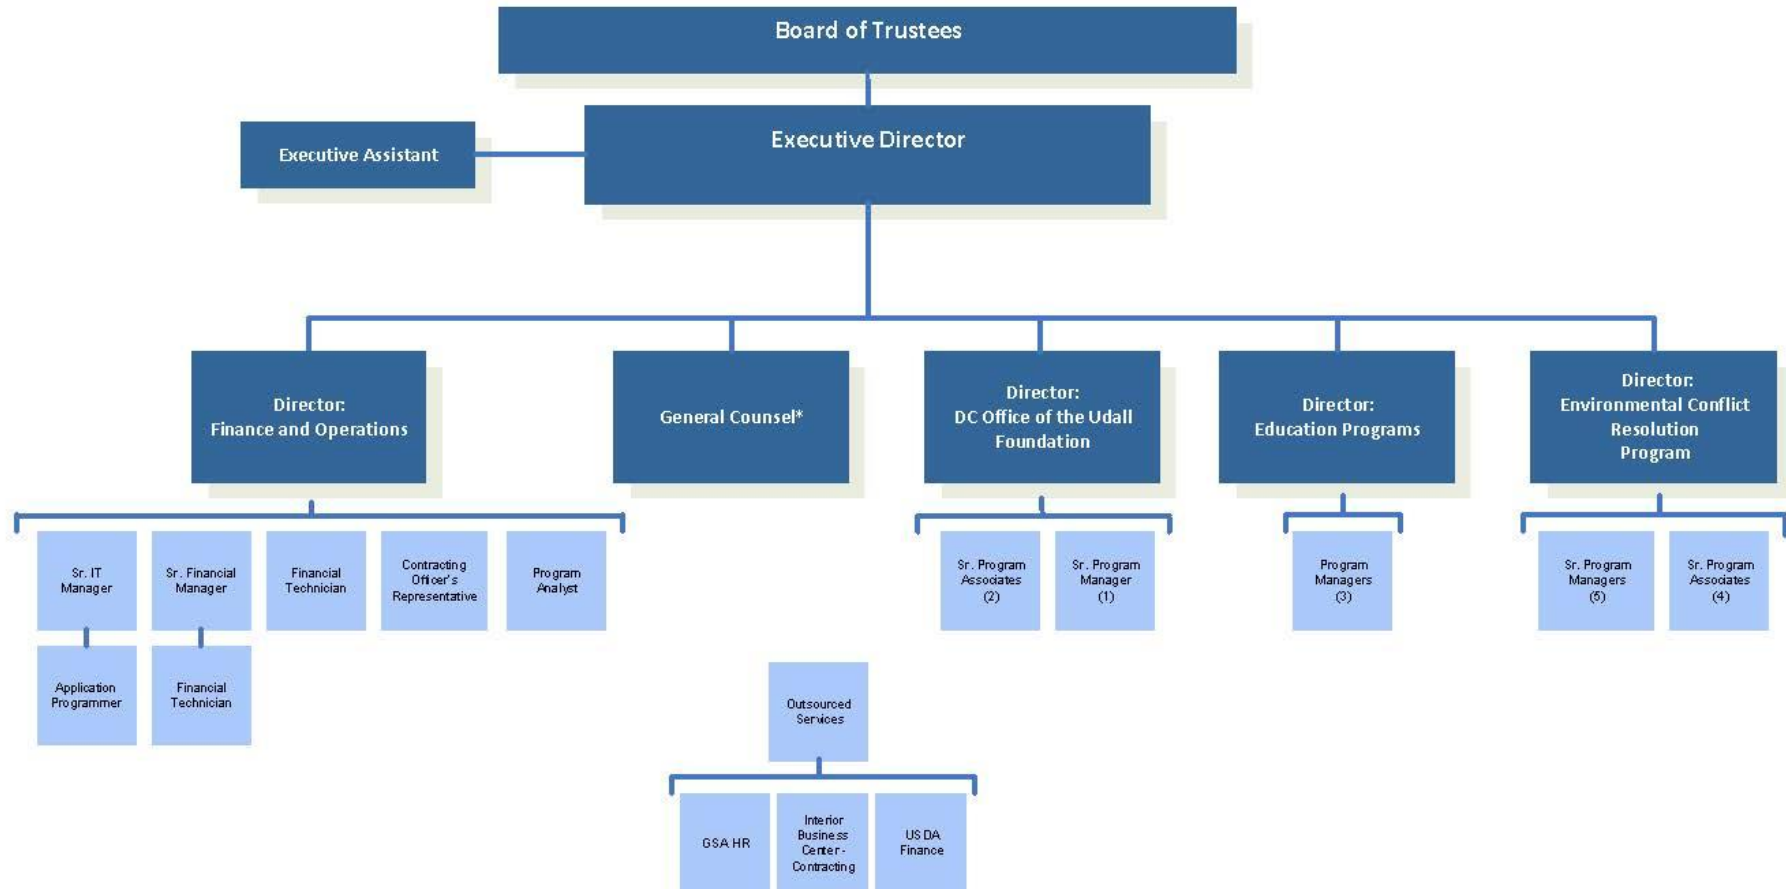 Board of Trustees
Executive Director
Executive Assistant
Director:
Finance and Operations
General Counsel*
Director:
DC Office of the Udall
Foundation
Director:
Education Programs
Director:
Environmental Conflict
Resolution
Program
Sr. IT
Manager
Sr. Financial
Manager
Financial
Technician
Contracting
Officer's
Representative
Program
Analyst
Sr. Program
Associates
(2)
Sr. Program
Manager
(1)
Program
Managers
(3)
Sr. Program
Managers
(5)
Sr. Program
Associates
(4)
Application
Programmer
Financial
Technician
Outsourced
Services
GSA HR
Interior
Business
Center -
Contracting
USDA
Finance